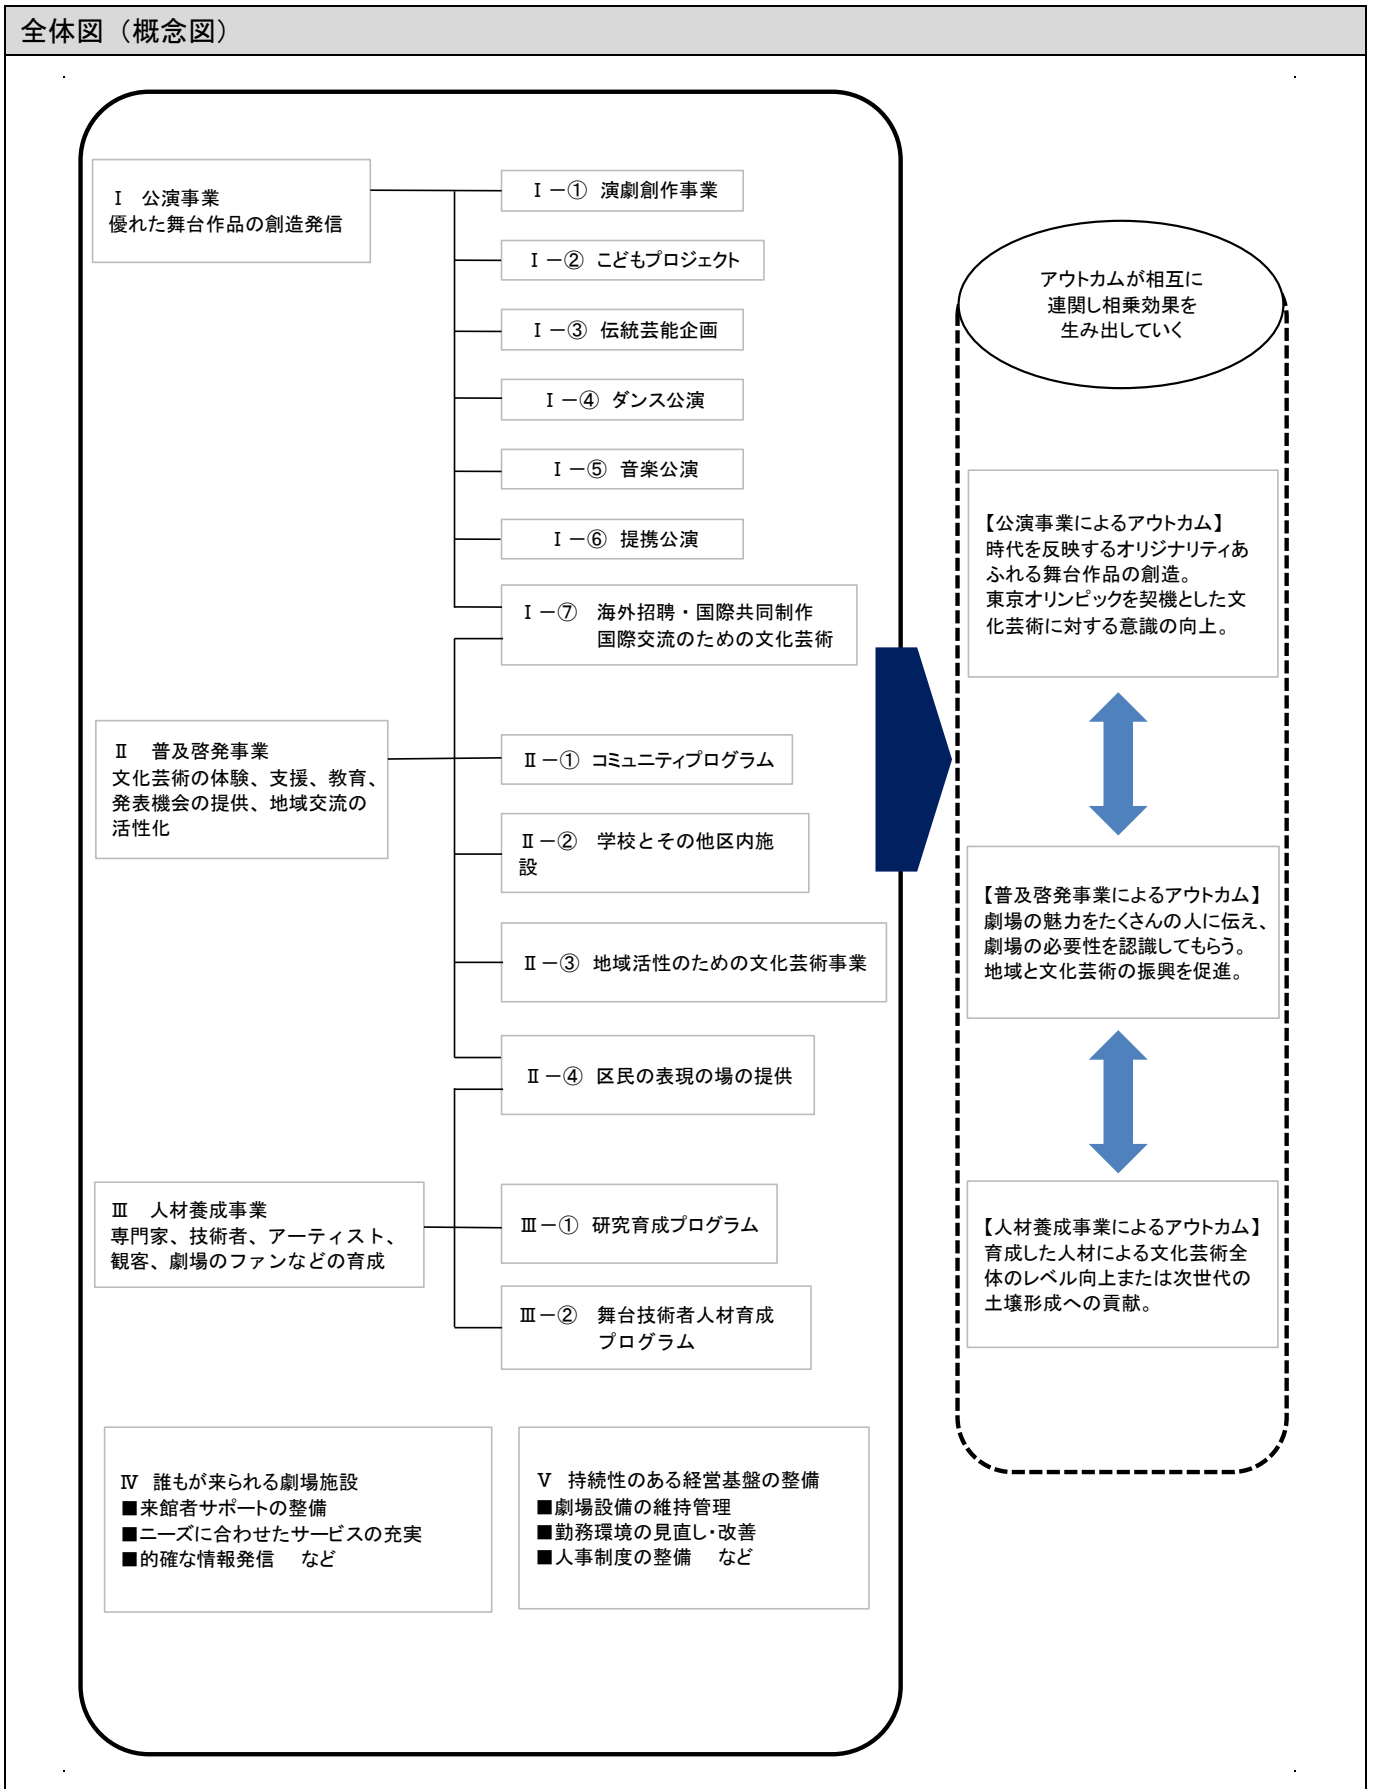 全体図（概念図）
Ⅰ　公演事業
優れた舞台作品の創造発信
Ⅰ－① 演劇創作事業
Ⅰ－② こどもプロジェクト
Ⅰ－③ 伝統芸能企画
Ⅰ－④ ダンス公演
Ⅰ－⑤ 音楽公演
Ⅰ－⑥ 提携公演
Ⅰ－⑦　海外招聘・国際共同制作
国際交流のための文化芸術
Ⅱ　普及啓発事業
文化芸術の体験、支援、教育、
発表機会の提供、地域交流の
活性化
Ⅱ－① コミュニティプログラム
Ⅱ－②　学校とその他区内施
設
Ⅱ－③ 地域活性のための文化芸術事業
Ⅱ－④ 区民の表現の場の提供
Ⅲ　人材養成事業
専門家、技術者、アーティスト、
観客、劇場のファンなどの育成
Ⅲ－① 研究育成プログラム
Ⅲ－②　舞台技術者人材育成
プログラム
Ⅳ 誰もが来られる劇場施設
■来館者サポートの整備
■ニーズに合わせたサービスの充実
■的確な情報発信　など
Ⅴ 持続性のある経営基盤の整備
■劇場設備の維持管理
■勤務環境の見直し・改善
■人事制度の整備　など
アウトカムが相互に
連関し相乗効果を
生み出していく
【公演事業によるアウトカム】
時代を反映するオリジナリティあ
ふれる舞台作品の創造。
東京オリンピックを契機とした文
化芸術に対する意識の向上。
【普及啓発事業によるアウトカム】
劇場の魅力をたくさんの人に伝え、
劇場の必要性を認識してもらう。
地域と文化芸術の振興を促進。
【人材養成事業によるアウトカム】
育成した人材による文化芸術全
体のレベル向上または次世代の
土壌形成への貢献。